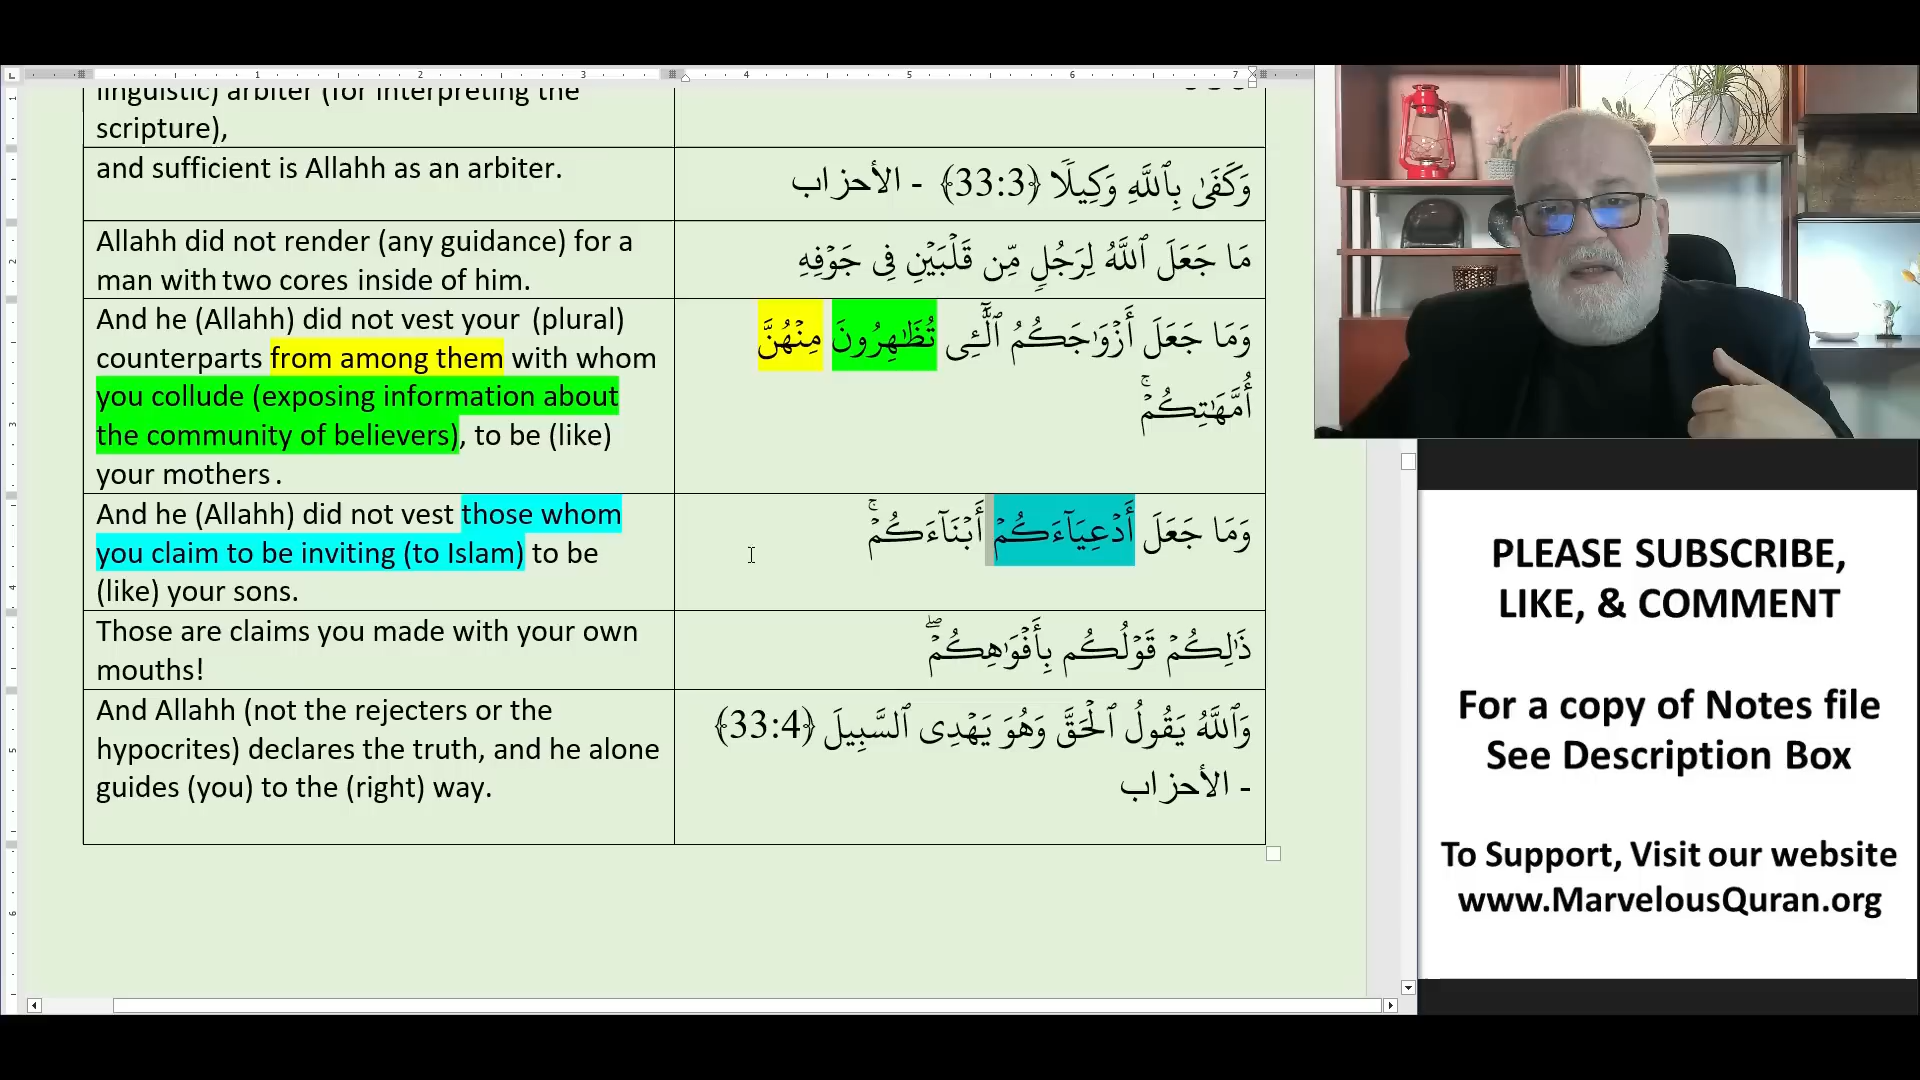 linguistic) arbiter (for interpreting the
scripture),
and sufficient is Allahh as an arbiter.
وَكَفَىٰ بِٱللَّهِ وَكِيلًا ﴿33:3﴾ - الأحزاب
Allahh did not render (any guidance) for a
man with two cores inside of him.
مَا جَعَلَ ٱللَّهُ لِرَجُلٍ مِّن قَلْبَيْنِ فِى جَوْفِهِ
And he (Allahh) did not vest your (plural)
counterparts from among them with whom
you collude (exposing information about
the community of believers), to be (like)
your mothers.
وَمَا جَعَلَ أَزْوَٰجَكُمُ ٱلَّـٰٓـِٔى تُظَـٰهِرُونَ مِنْهُنَّ
أُمَّهَـٰتِكُمْ ۚ
And he (Allahh) did not vest those whom
you claim to be inviting (to Islam) to be
(like) your sons.
وَمَا جَعَلَ أَدْعِيَآءَكُمْ أَبْنَآءَكُمْ ۚ
Those are claims you made with your own
mouths!
ذَٰلِكُمْ قَوْلُكُم بِأَفْوَٰهِكُمْ ۖ
And Allahh (not the rejecters or the
hypocrites) declares the truth, and he alone
guides (you) to the (right) way.
وَٱللَّهُ يَقُولُ ٱلْحَقَّ وَهُوَ يَهْدِى ٱلسَّبِيلَ ﴿33:4﴾
- الأحزاب
PLEASE SUBSCRIBE,
LIKE, & COMMENT
For a copy of Notes file
See Description Box
To Support, Visit our website
www.MarvelousQuran.org